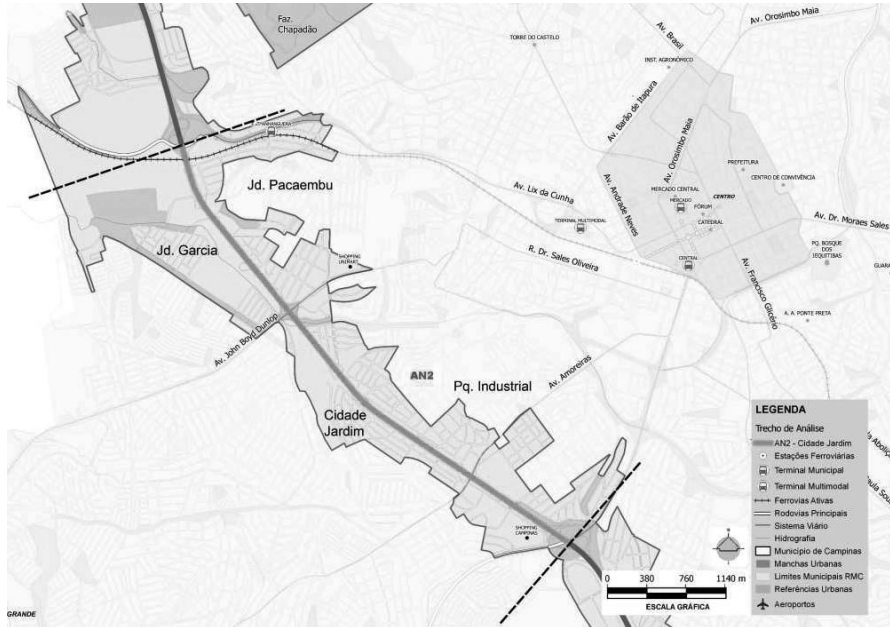 Faz.
Chapadão
TORRE DO CASTELO
Av. Brasil
Av. Orosimbo Maia
INST. AGRONÔMICO
Av. Barão de Itapura
Av. Orosimbo Maia
PREFEITURA
CENTRO DE CONVIVÊNCIA
Jd. Pacaembu
Av. Lix da Cunha
Av. Andrade Neves
MERCADO CENTRAL
MERCADO
CENTRO
FÓRUM
CATEDRAL
Av. Dr. Moraes Sales
TERMINAL MULTIMODAL
R. Dr. Sales Oliveira
CENTRAL
PQ. BOSQUE
DOS
JEQUITIBÁS
GUARA
Jd. Garcia
SHOPPING
UNIMART
Av. Francisco Glicério
A. A. PONTE PRETA
Av. John Boyd Dunlop
AN2
Pq. Industrial
Av. Amoreiras
Cidade
Jardim
SHOPPING
CAMPINAS
GRANDE
LEGENDA
Trecho de Análise
AN2 - Cidade Jardim
Estações Ferroviárias
Terminal Municipal
Terminal Multimodal
Ferrovias Ativas
Rodovias Principais
Sistema Viário
Hidrografia
Município de Campinas
Manchas Urbanas
Limites Municipais RMC
Referências Urbanas
Aeroportos
0 380 760 1140 m
ESCALA GRÁFICA